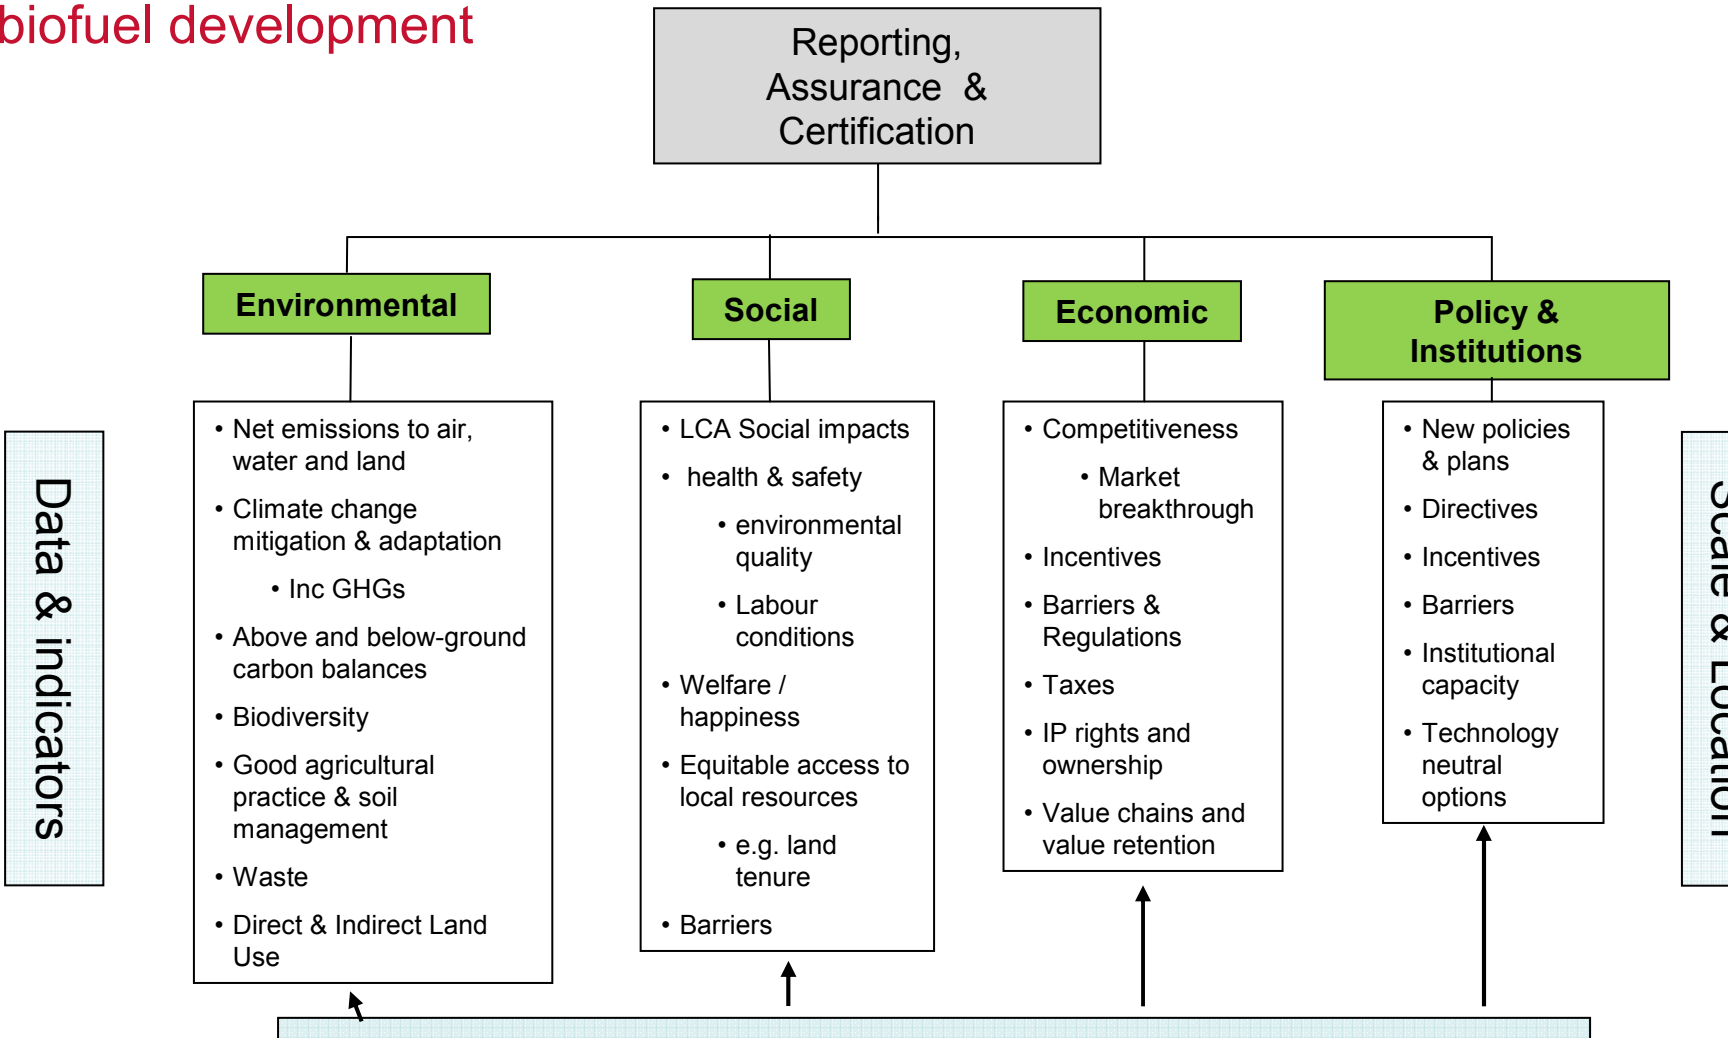 biofuel development
Reporting,
Assurance & 
Certification
Environmental
Social
Economic
Policy &
Institutions
• Net emissions to air,
water and land
• Climate change
mitigation & adaptation
• Inc GHGs
• Above and below-ground
carbon balances
• Biodiversity
• Good agricultural
practice & soil
management
• Waste
• Direct & Indirect Land
Use
• LCA Social impacts
• health & safety
• environmental
quality
• Labour
conditions
• Welfare /
happiness
• Equitable access to
local resources
• e.g. land
tenure
• Barriers
• Competitiveness
• Market
breakthrough
• Incentives
• Barriers &
Regulations
• Taxes
• IP rights and
ownership
• Value chains and
value retention
• New policies
& plans
• Directives
• Incentives
• Barriers
• Institutional
capacity
• Technology
neutral
options
Data & indicators
Scale & Location